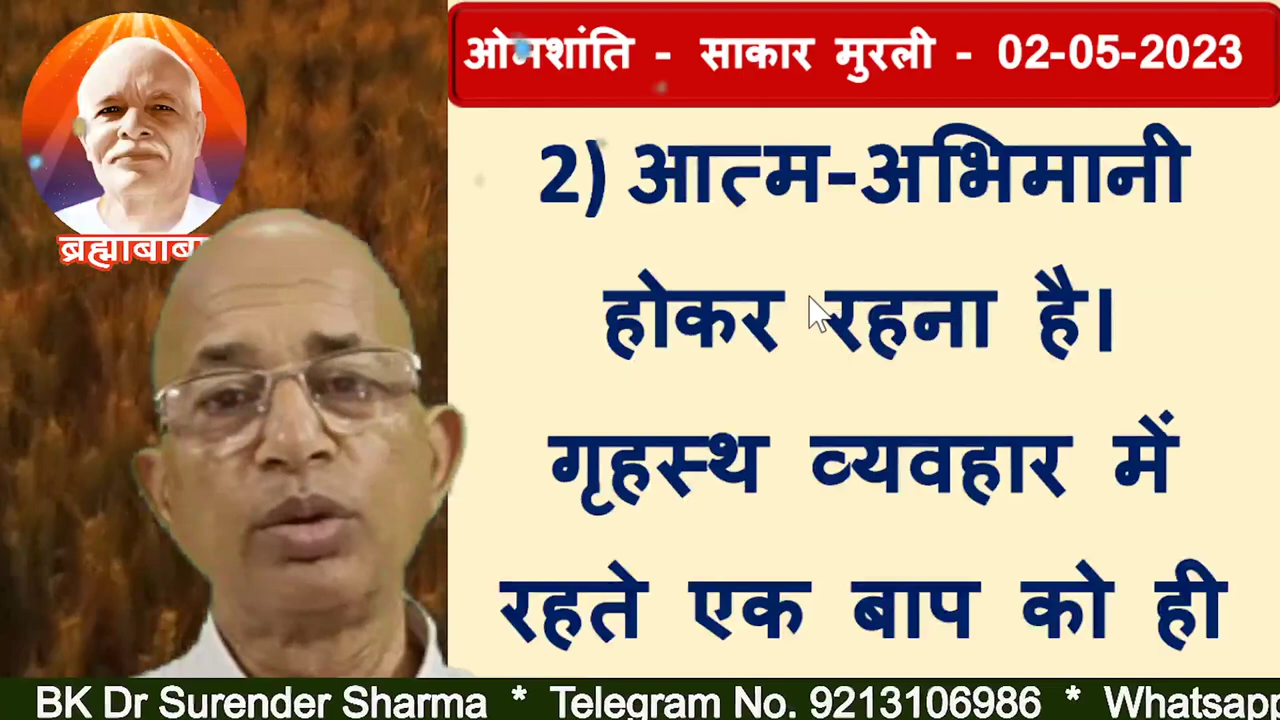 ओमशांति - साकार मुरली - 02-05-2023
ब्रह्माबाबा
2) आत्म-अभिमानी
होकर रहना है।
गृहस्थ व्यवहार में
रहते एक बाप को ही
BK Dr Surender Sharma * Telegram No. 9213106986 * Whatsapp